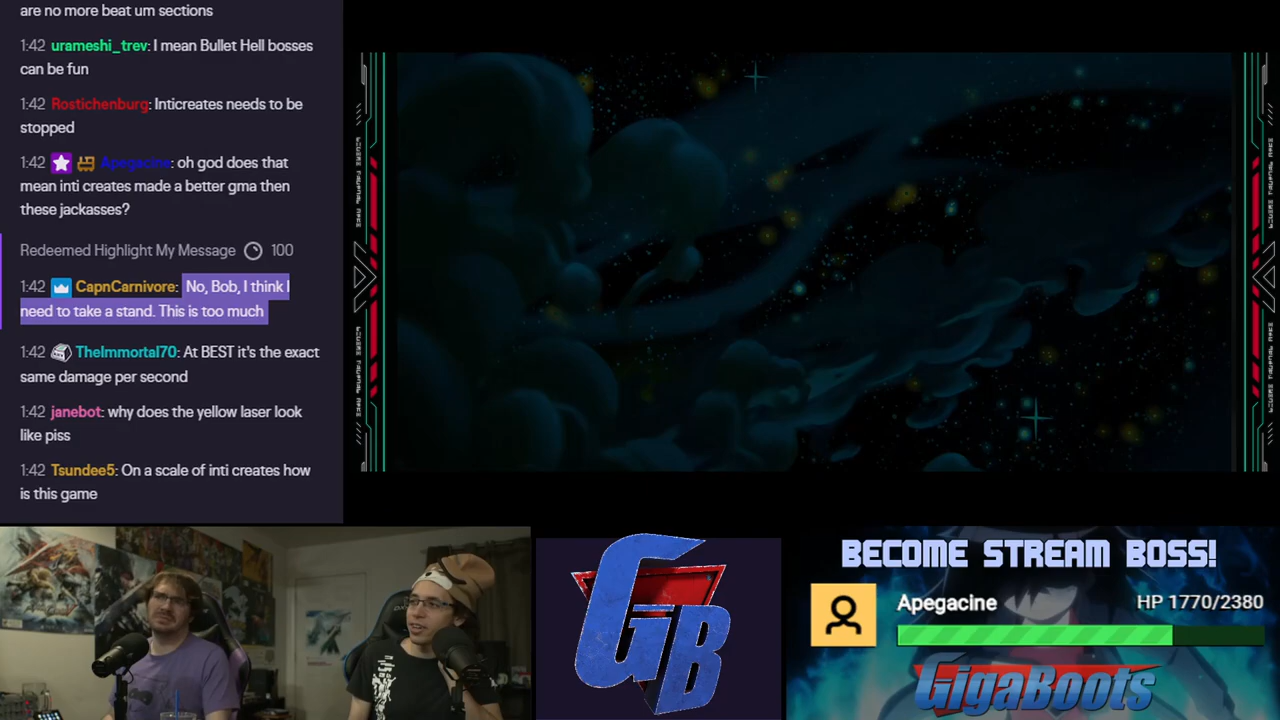 are no more beat um sections
1:42 urameshi_trev: I mean Bullet Hell bosses
can be fun
1:42 Rostichenburg: Inticreates needs to be
stopped
1:42 Apegacine: oh god does that
mean inti creates made a better gma then
these jackasses?
Redeemed Highlight My Message 100
1:42 CapnCarnivore: No, Bob, I think I
need to take a stand. This is too much
1:42 TheImmortal70: At BEST it's the exact
same damage per second
1:42 janebot: why does the yellow laser look
like piss
1:42 Tsundee5: On a scale of inti creates how
is this game
GB
BECOME STREAM BOSS!
Apegacine HP 1770/2380
GIGABOOTS